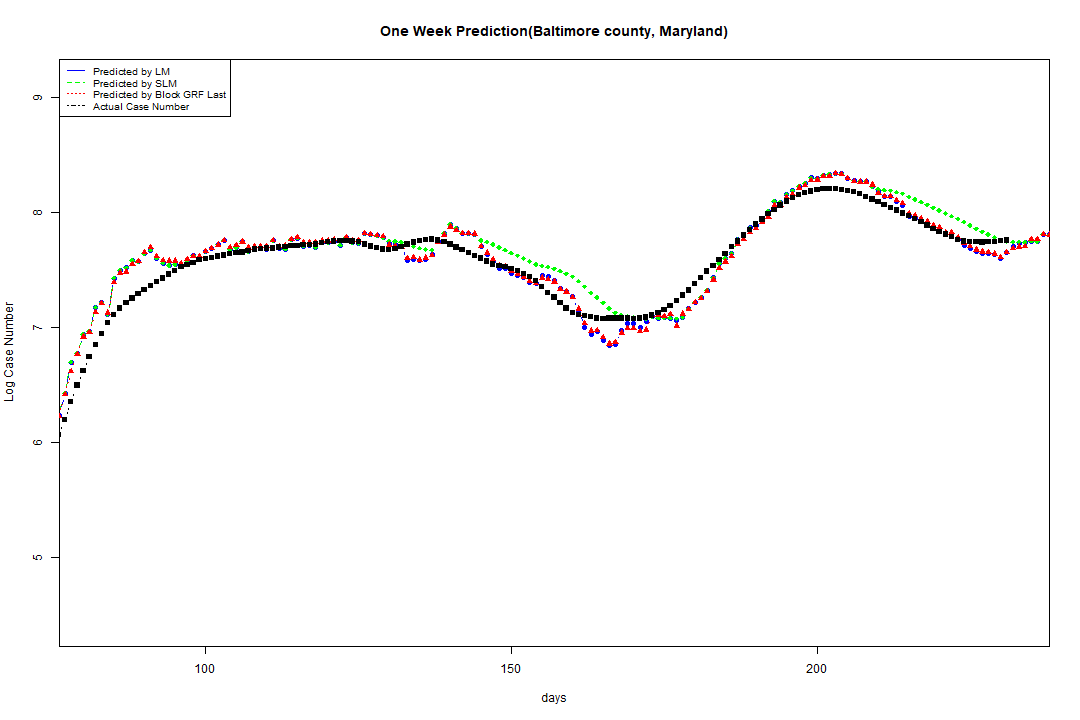 One Week Prediction(Baltimore county, Maryland)
Predicted by LM
Predicted by SLM
Predicted by Block GRF Last
Actual Case Number
9
8
7
6
5
Log Case Number
100
150
200
days